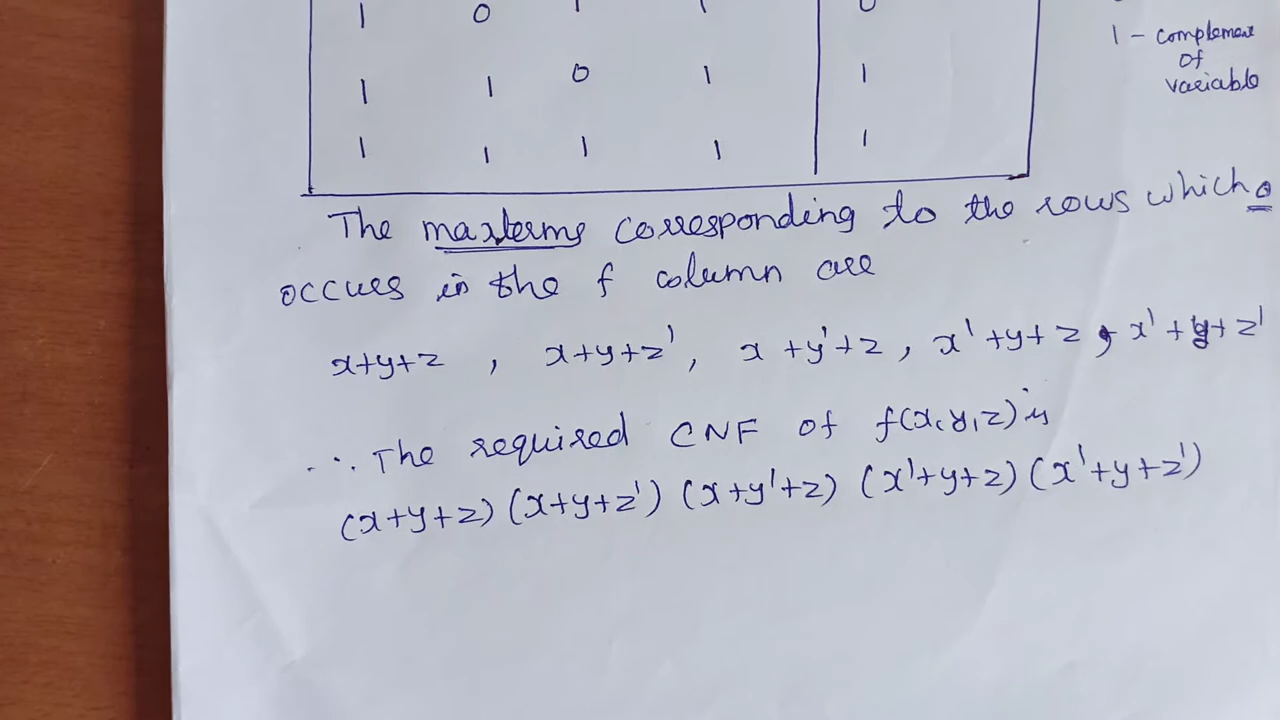 1 0 1 1 0
1 - complement
of
variable
1 1 0 1 1
1 1 1 1 1
The maxterms corresponding to the rows which 0
occurs in the f column are
x+y+z , x+y+z', x+y'+z, x'+y+z, x'+y+z'
∴ The required CNF of f(x,y,z) is
(x+y+z)(x+y+z')(x+y'+z)(x'+y+z)(x'+y+z')